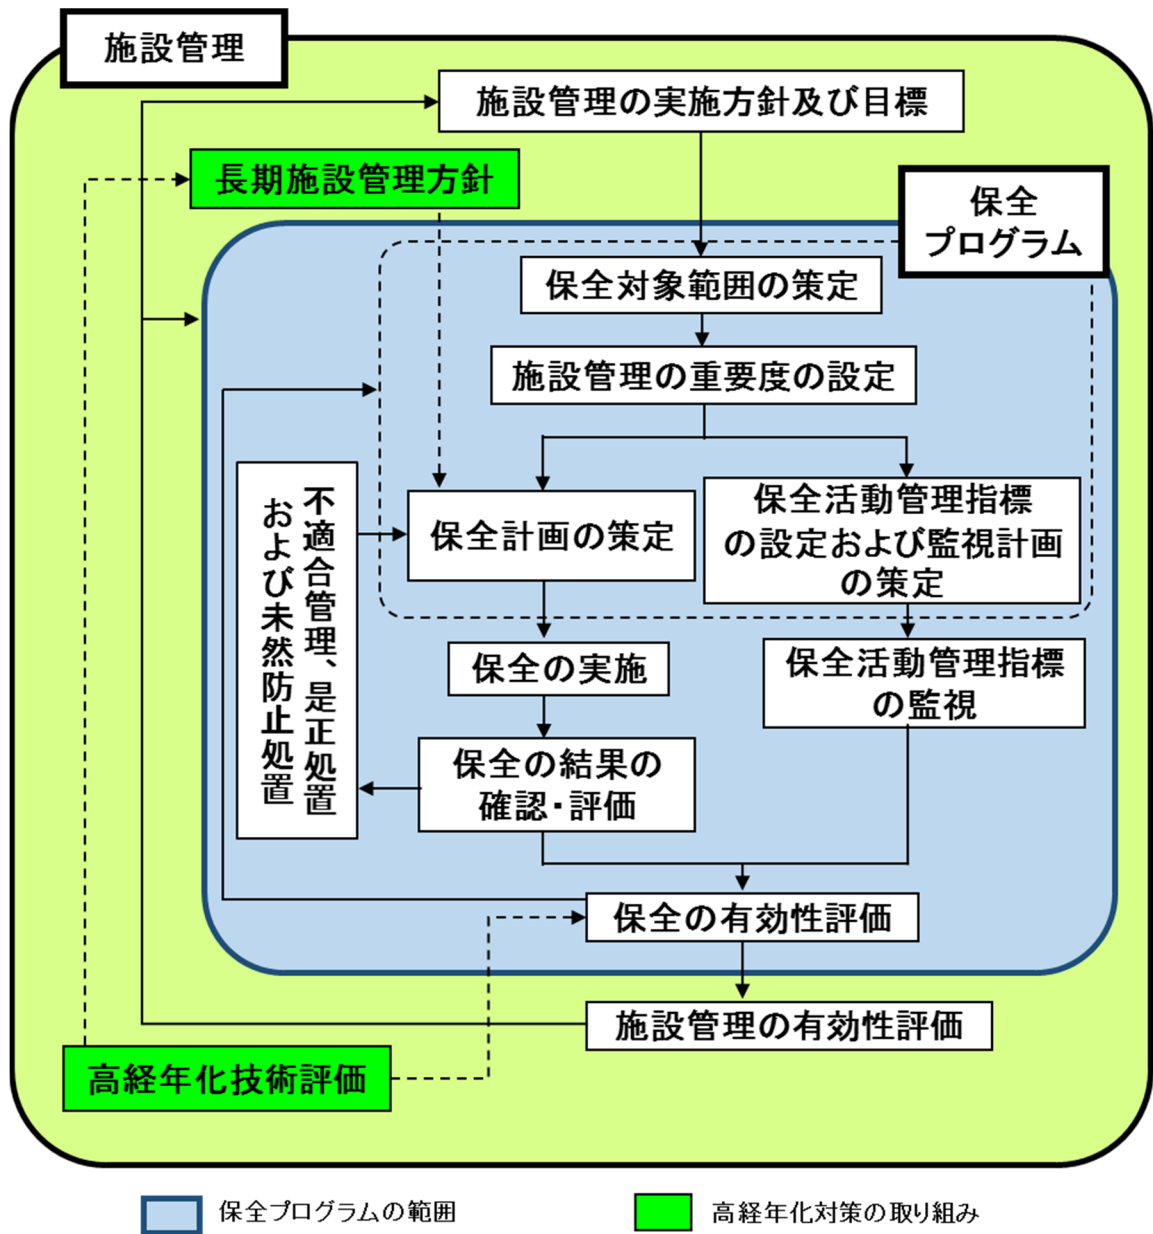 施設管理
施設管理の実施方針及び目標
長期施設管理方針
保全
プログラム
保全対象範囲の策定
施設管理の重要度の設定
不適合管理、是正処置
および未然防止処置
保全計画の策定
保全活動管理指標
の設定および監視計画
の策定
保全の実施
保全活動管理指標
の監視
保全の結果の
確認・評価
保全の有効性評価
施設管理の有効性評価
高経年化技術評価
保全プログラムの範囲
高経年化対策の取り組み